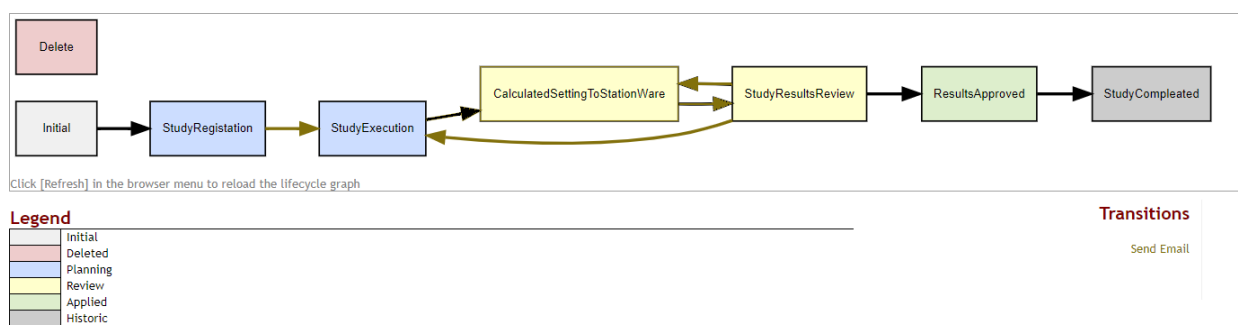 Delete
Initial
StudyRegistation
StudyExecution
CalculatedSettingToStationWare
StudyResultsReview
ResultsApproved
StudyCompleated
Click [Refresh] in the browser menu to reload the lifecycle graph
Legend
Initial
Deleted
Planning
Review
Applied
Historic
Transitions
Send Email